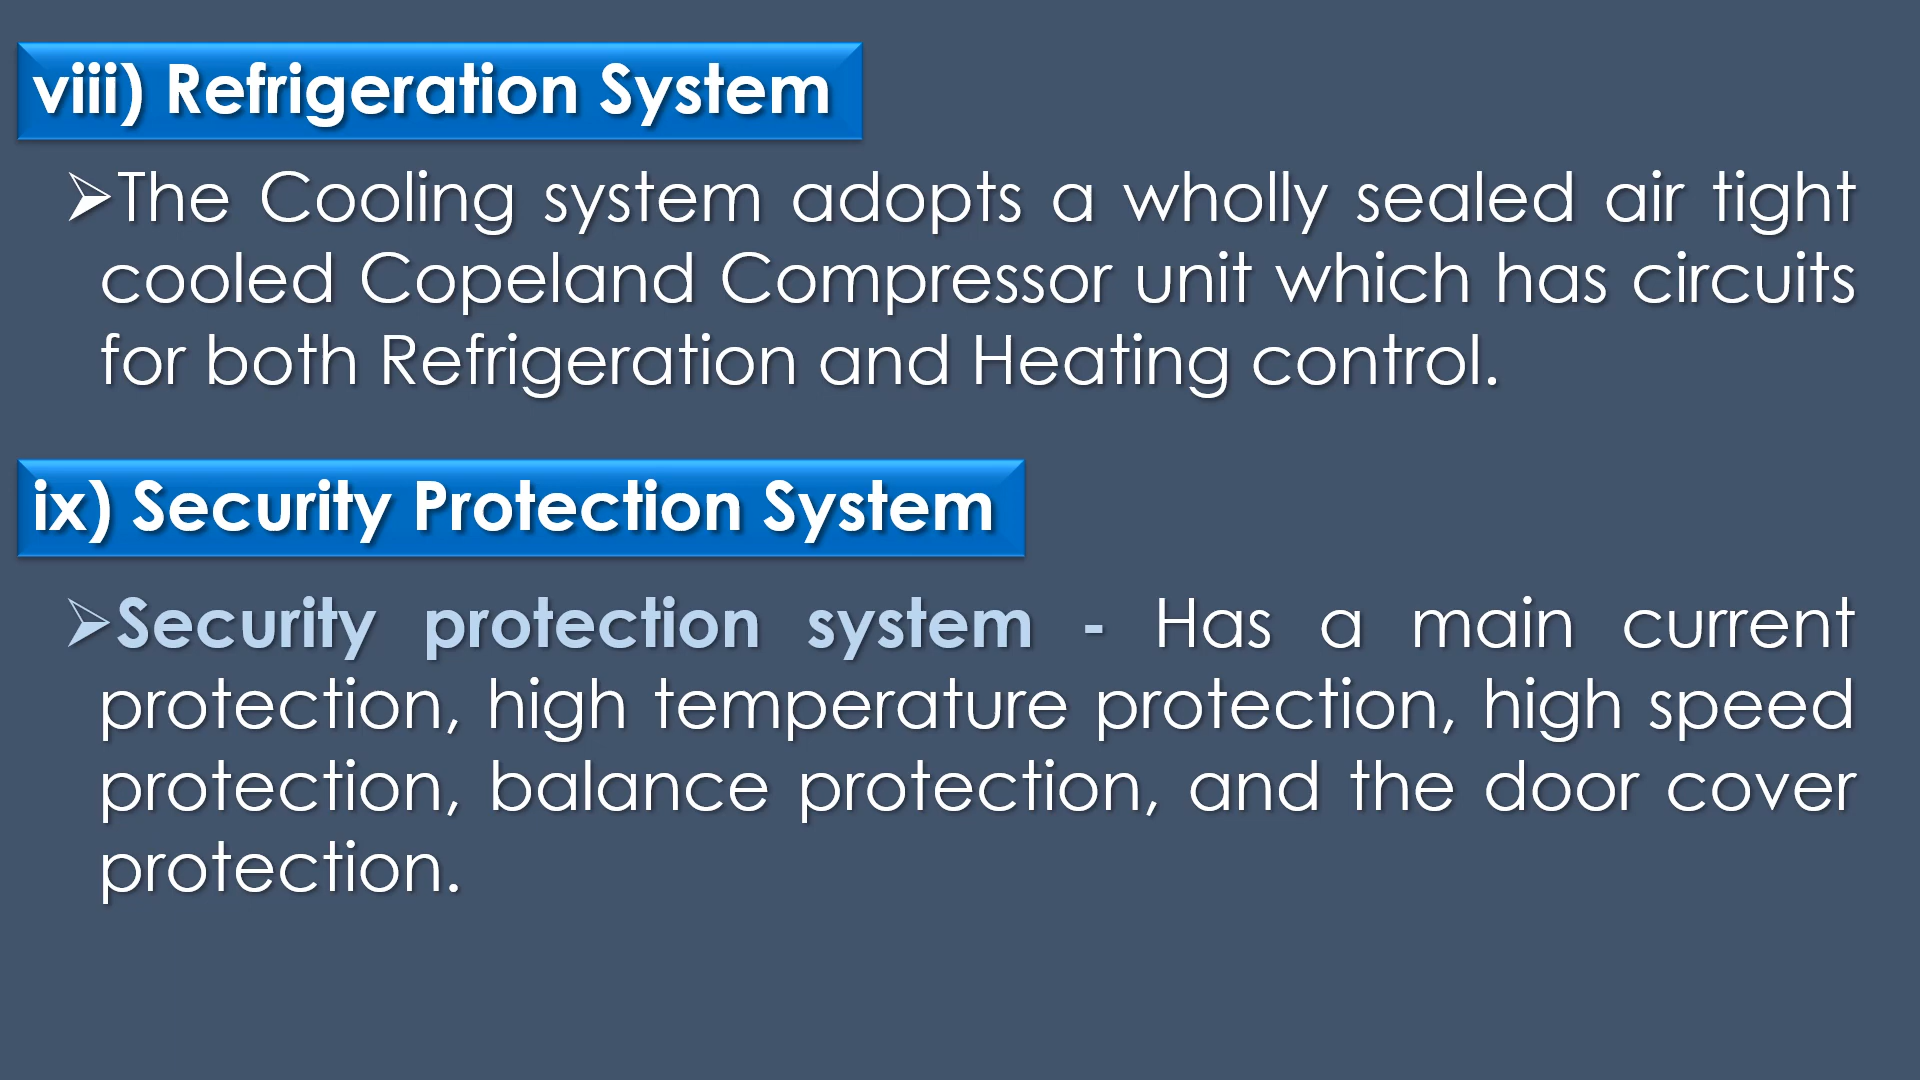 viii) Refrigeration System
➢The Cooling system adopts a wholly sealed air tight
cooled Copeland Compressor unit which has circuits
for both Refrigeration and Heating control.
ix) Security Protection System
➢Security protection system - Has a main current
protection, high temperature protection, high speed
protection, balance protection, and the door cover
protection.